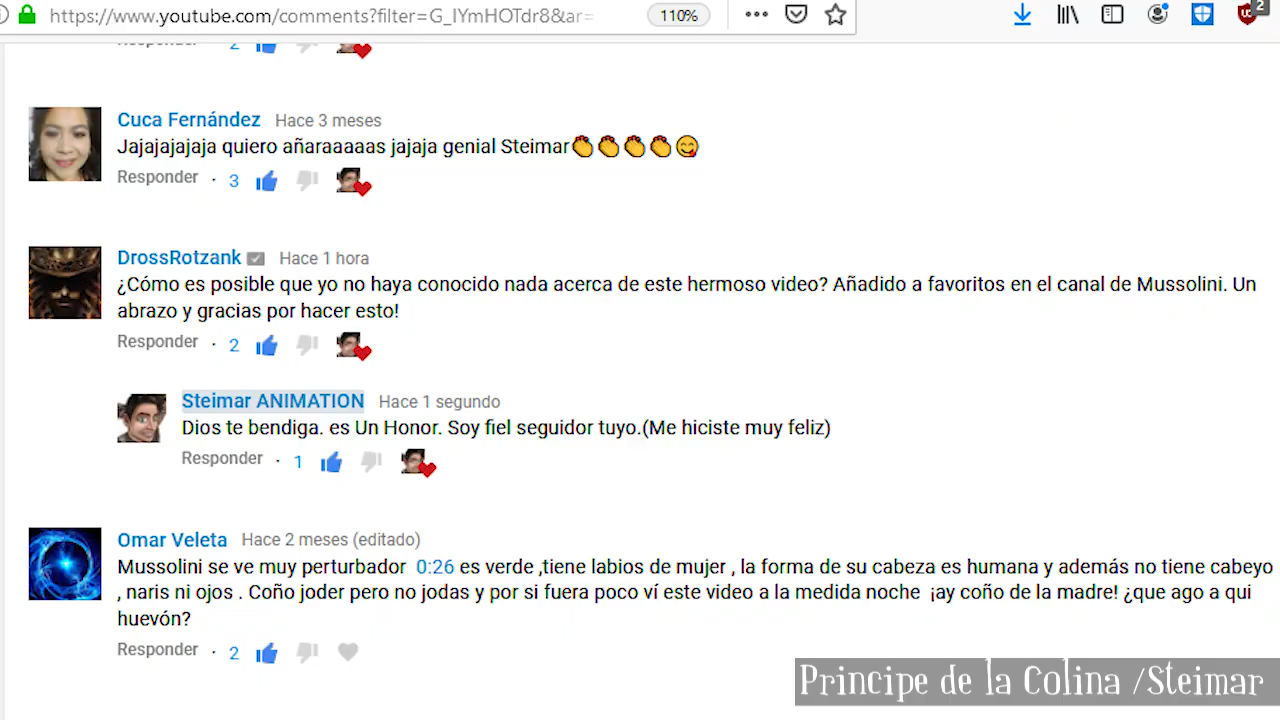 https://www.youtube.com/comments?filter=G_IYmHOTdr8&ar=
110%
2
Responder 2
Cuca Fernández Hace 3 meses
Jajajajajaja quiero añaraaaaas jajaja genial Steimar👏👏👏👏😋
Responder · 3
DrossRotzank Hace 1 hora
¿Cómo es posible que yo no haya conocido nada acerca de este hermoso video? Añadido a favoritos en el canal de Mussolini. Un
abrazo y gracias por hacer esto!
Responder · 2
Steimar ANIMATION Hace 1 segundo
Dios te bendiga. es Un Honor. Soy fiel seguidor tuyo.(Me hiciste muy feliz)
Responder · 1
Omar Veleta Hace 2 meses (editado)
Mussolini se ve muy perturbador 0:26 es verde ,tiene labios de mujer , la forma de su cabeza es humana y además no tiene cabeyo
, naris ni ojos . Coño joder pero no jodas y por si fuera poco ví este video a la medida noche ¡ay coño de la madre! ¿que ago a qui
huevón?
Responder · 2
Principe de la Colina /Steimar